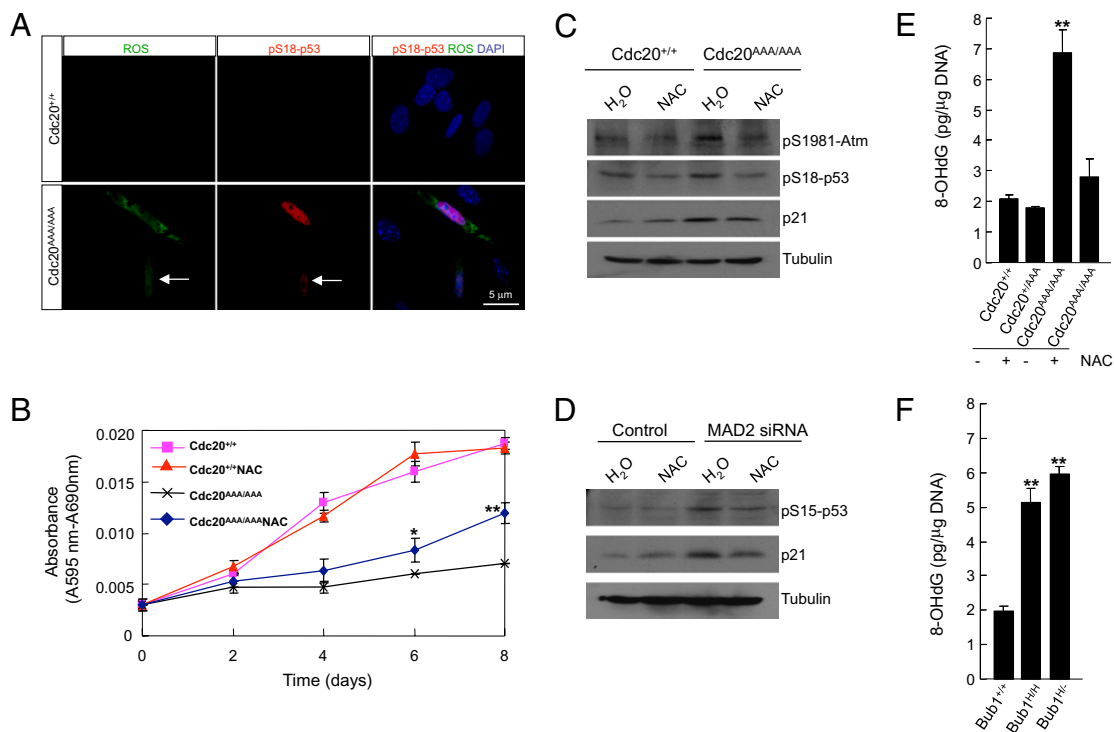 A
ROS
pS18-p53
pS18-p53 ROS DAPI
Cdc20+/+
Cdc20AAA/AAA
5 µm
B
0.020
0.015
0.010
0.005
0
Absorbance
(A595 nm-A690nm)
Cdc20+/+
Cdc20+/+NAC
Cdc20AAA/AAA
Cdc20AAA/AAANAC
*
**
0 2 4 6 8
Time (days)
C
Cdc20+/+ Cdc20AAA/AAA
H2O NAC H2O NAC
pS1981-Atm
pS18-p53
p21
Tubulin
D
Control MAD2 siRNA
H2O NAC H2O NAC
pS15-p53
p21
Tubulin
E
8-OHdG (pg/µg DNA)
8
7
6
5
4
3
2
1
0
**
Cdc20+/+
Cdc20+/AAA
Cdc20AAA/AAA
Cdc20AAA/AAA
- + - + NAC
F
8-OHdG (pg/µg DNA)
8
7
6
5
4
3
2
1
0
**
**
Bub1+/+
Bub1H/H
Bub1H/-